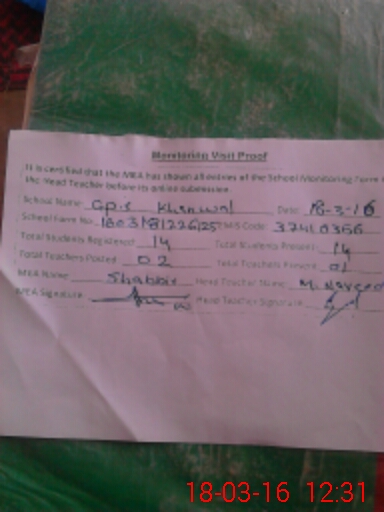 Monitoring Visit Proof
It is certified that the MEA has shown all entries of the School Monitoring Form
the Head Teacher before its online submission.
School Name G.P.S Khanwal Date 18-3-16
School Form No. 1803181226125 EMIS Code: 37410366
Total Students Registered 14 Total Students Present 14
Total Teachers Posted 02 Total Teachers Present 01
MEA Name Shabbir Head Teacher Name M. Naveed
MEA Signature Head Teacher Signature
18-03-16 12:31